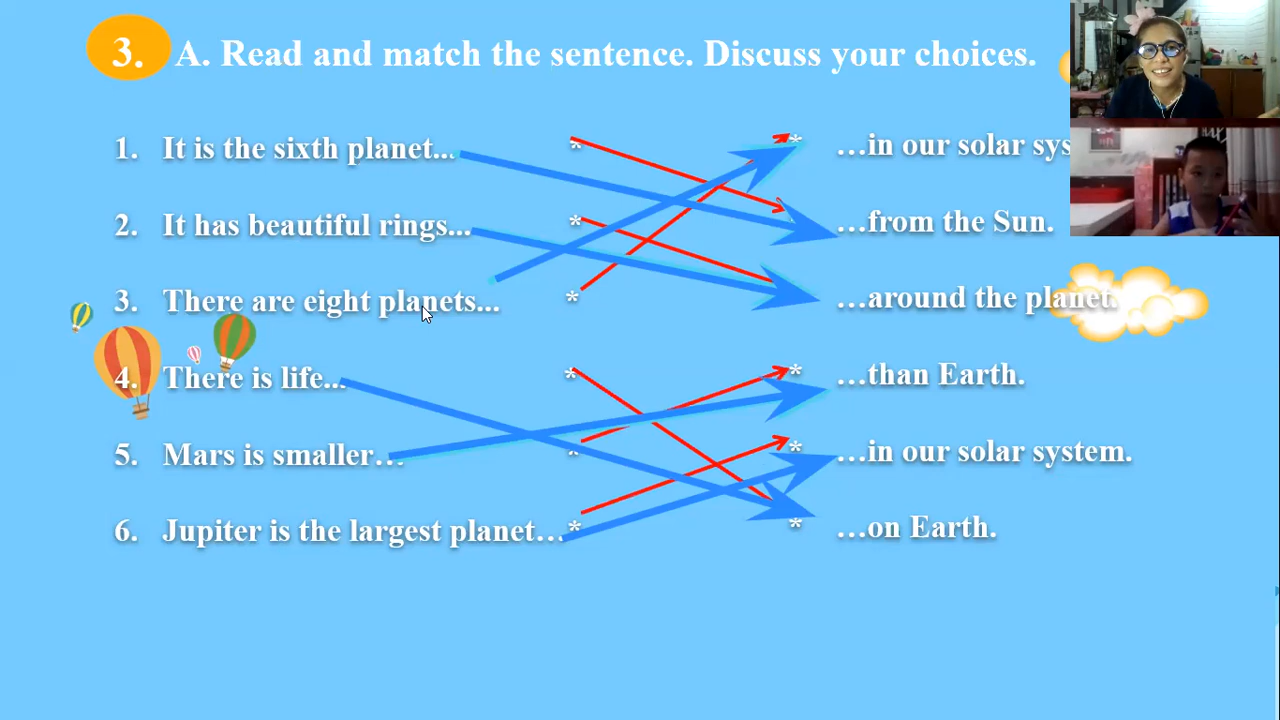 3. A. Read and match the sentence. Discuss your choices.
1. It is the sixth planet... * * ...in our solar
2. It has beautiful rings... * ...from the Sun.
3. There are eight planets... * ...around the planet.
4. There is life... * * ...than Earth.
5. Mars is smaller... * * ...in our solar system.
6. Jupiter is the largest planet... * * ...on Earth.